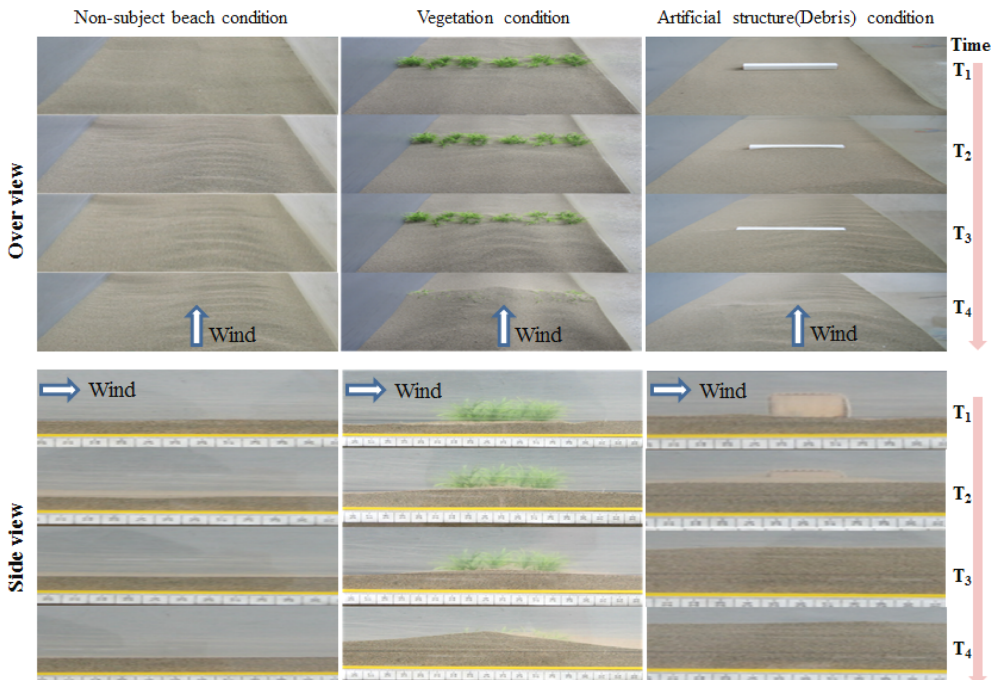 Non-subject beach condition
Vegetation condition
Artificial structure(Debris) condition
Time
T1
T2
T3
T4
Over view
Wind
Wind
Wind
Wind
Wind
Wind
T1
T2
T3
T4
Side view